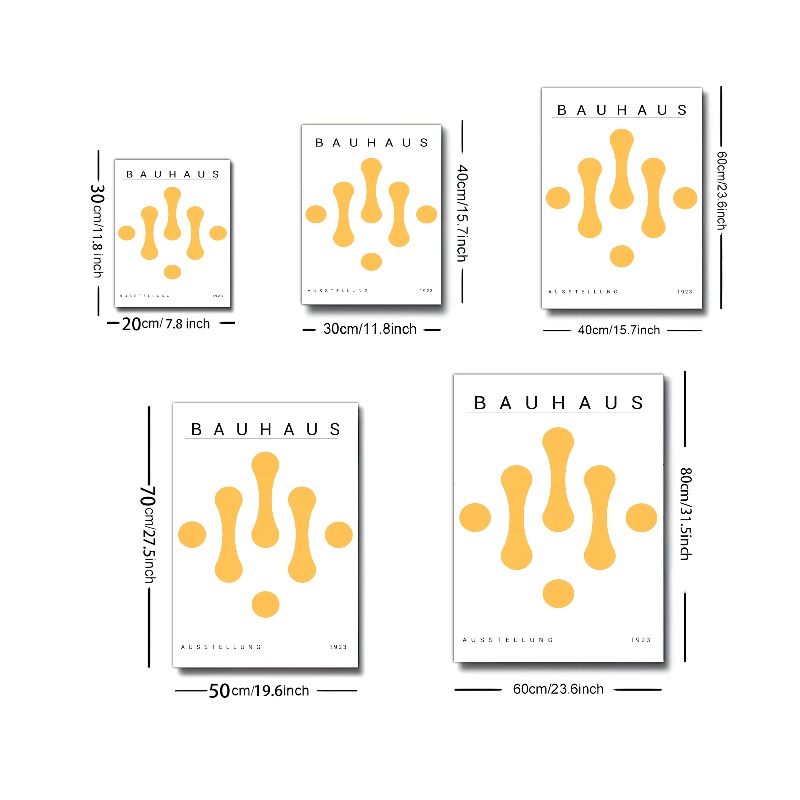 BAUHAUS
30cm/11.8 inch
AUSSTELLUNG 1923
20cm/ 7.8 inch
BAUHAUS
40cm/15.7inch
AUSSTELLUNG 1923
30cm/11.8inch
BAUHAUS
60cm/23.6inch
AUSSTELLUNG 1923
40cm/15.7inch
BAUHAUS
70cm/27.5inch
AUSSTELLUNG 1923
50cm/19.6inch
BAUHAUS
80cm/31.5inch
AUSSTELLUNG 1923
60cm/23.6inch